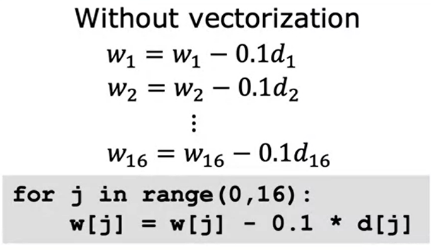 Without vectorization
w₁ = w₁ − 0.1d₁
w₂ = w₂ − 0.1d₂
⋮
w₁₆ = w₁₆ − 0.1d₁₆
for j in range(0,16):
    w[j] = w[j] - 0.1 * d[j]